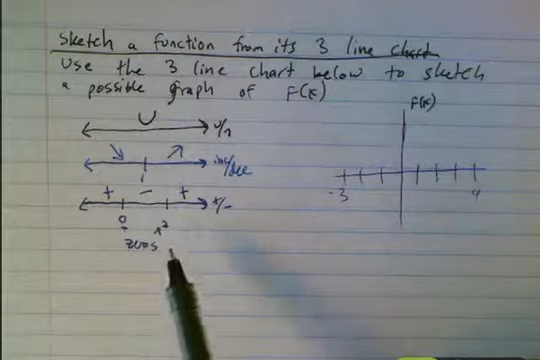 Sketch a function from its 3 line chart
Use the 3 line chart below to sketch
a possible graph of F(x)
F(x)
∪/∩
inc/dec
1
+ - +
+/-
0 2
zeros
-3 4